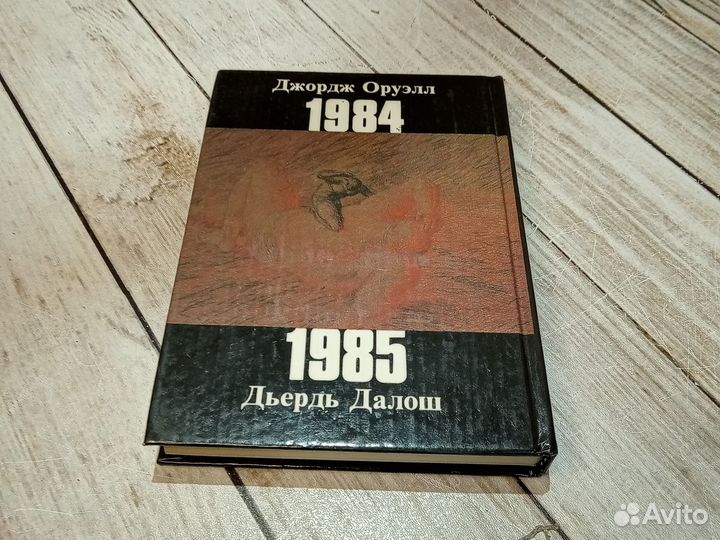 Джордж Оруэлл
1984
1985
Дьердь Далош
Avito